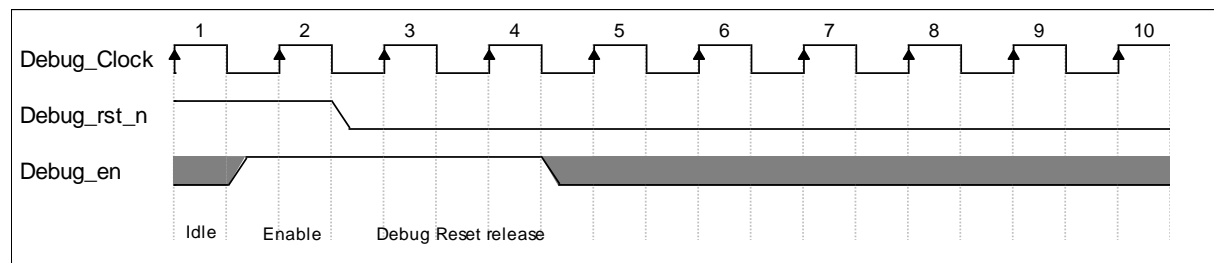 1 2 3 4 5 6 7 8 9 10
Debug_Clock
Debug_rst_n
Debug_en
Idle Enable Debug Reset release